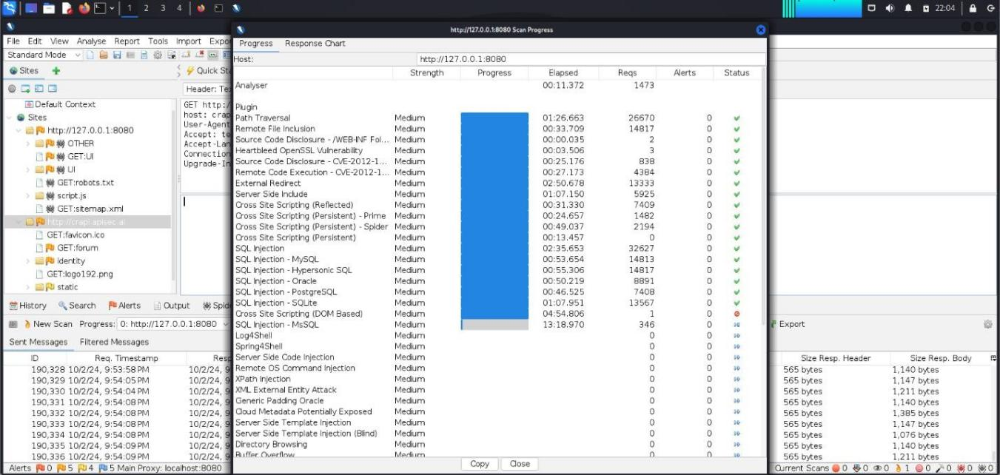 1 2 3 4 22:04
http://127.0.0.1:8080 Scan Progress
File Edit View Analyse Report Tools Import Expor
Progress Response Chart
Standard Mode
Host: http://127.0.0.1:8080
Sites Quick Sta
Strength Progress Elapsed Reqs Alerts Status
Header: Te
Analyser 00:11.372 1473
Default Context
GET http:/
Plugin
Sites
host: crap
Path Traversal Medium 01:26.663 26670 0
http://127.0.0.1:8080
User-Agent
Remote File Inclusion Medium 00:33.709 14817 0
OTHER
Accept: te
Source Code Disclosure - /WEB-INF Fol... Medium 00:00.035 2 0
GET:UI
Accept-Lan
Heartbleed OpenSSL Vulnerability Medium 00:03.506 3 0
UI
Connection
Source Code Disclosure - CVE-2012-1... Medium 00:25.176 838 0
Upgrade-In
Remote Code Execution - CVE-2012-1... Medium 00:27.173 4384 0
GET:robots.txt
External Redirect Medium 02:50.678 13333 0
script.js
Server Side Include Medium 01:07.150 5925 0
GET:sitemap.xml
Cross Site Scripting (Reflected) Medium 00:31.330 7409 0
http://crapi.apisec.ai
Cross Site Scripting (Persistent) - Prime Medium 00:24.657 1482 0
Cross Site Scripting (Persistent) - Spider Medium 00:49.037 2194 0
GET:favicon.ico
Cross Site Scripting (Persistent) Medium 00:13.457 0 0
GET:forum
SQL Injection Medium 02:35.653 32627 0
identity
SQL Injection - MySQL Medium 00:53.654 14813 0
GET:logo192.png
SQL Injection - Hypersonic SQL Medium 00:55.306 14817 0
static
SQL Injection - Oracle Medium 00:50.219 8891 0
SQL Injection - PostgreSQL Medium 00:46.525 7408 0
History Search Alerts Output Spid
SQL Injection - SQLite Medium 01:07.951 13567 0
Cross Site Scripting (DOM Based) Medium 04:54.806 1 0
New Scan Progress: 0: http://127.0.0.1:8080
SQL Injection - MsSQL Medium 13:18.970 346 0
Export
Log4Shell Medium 0 0
Sent Messages Filtered Messages
Spring4Shell Medium 0 0
ID Req. Timestamp Resp
Server Side Code Injection Medium 0 0
Size Resp. Header Size Resp. Body
190,328 10/2/24, 9:53:58 PM 10/2/24, 9
Remote OS Command Injection Medium 0 0
565 bytes 1,140 bytes
190,329 10/2/24, 9:54:05 PM 10/2/24, 9
XPath Injection Medium 0 0
565 bytes 1,147 bytes
190,330 10/2/24, 9:54:04 PM 10/2/24, 9
XML External Entity Attack Medium 0 0
565 bytes 1,211 bytes
190,331 10/2/24, 9:54:08 PM 10/2/24, 9
Generic Padding Oracle Medium 0 0
565 bytes 1,140 bytes
190,332 10/2/24, 9:54:08 PM 10/2/24, 9
Cloud Metadata Potentially Exposed Medium 0 0
565 bytes 1,385 bytes
190,333 10/2/24, 9:54:08 PM 10/2/24, 9
Server Side Template Injection Medium 0 0
565 bytes 1,147 bytes
190,334 10/2/24, 9:54:08 PM 10/2/24, 9
Server Side Template Injection (Blind) Medium 0 0
565 bytes 1,076 bytes
190,335 10/2/24, 9:54:09 PM 10/2/24, 9
Directory Browsing Medium 0 0
565 bytes 1,140 bytes
190,336 10/2/24, 9:54:09 PM 10/2/24, 9
Buffer Overflow Medium 0 0
565 bytes 1,211 bytes
Copy Close
Alerts 0 5 4 5 Main Proxy: localhost:8080
Current Scans 0 0 0 1 0 0 0 0